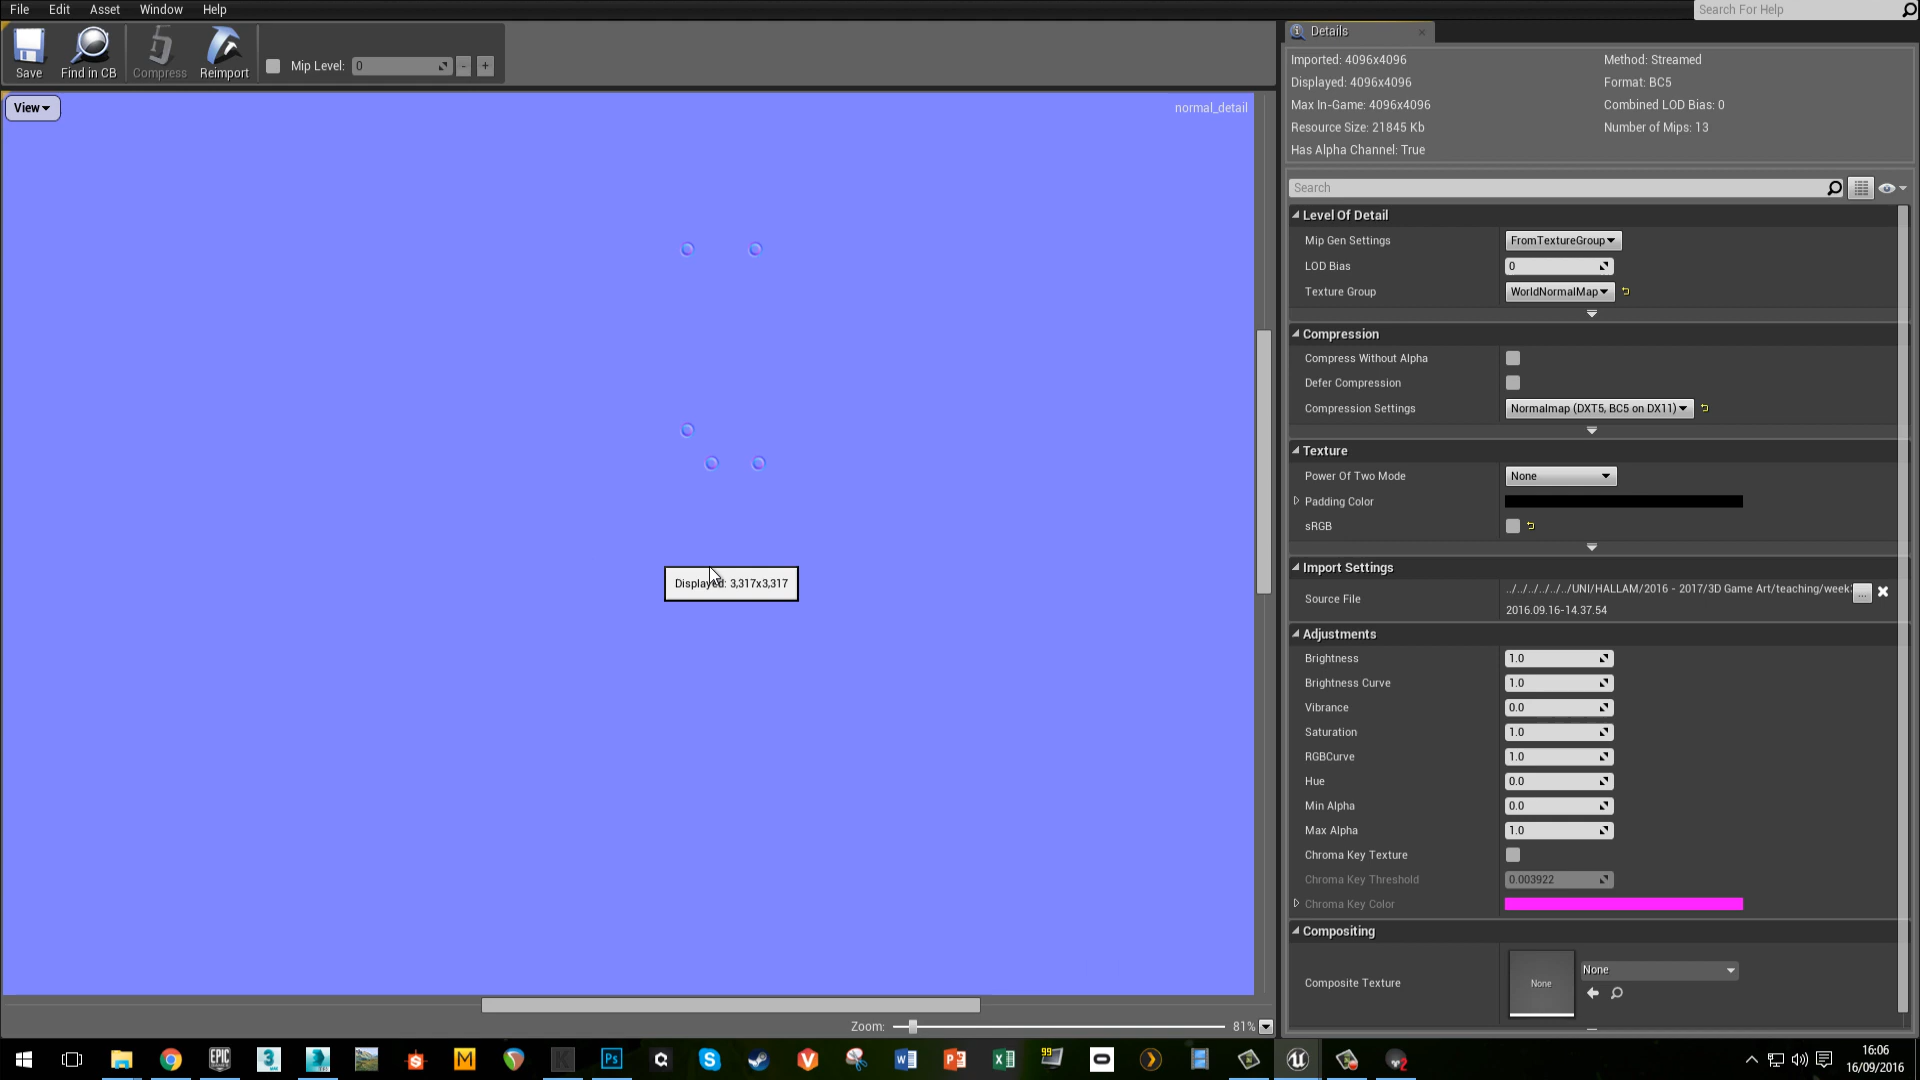 File Edit Asset Window Help
Search For Help
Save Find in CB Compress Reimport Mip Level: 0 - +
View
normal_detail
Displayed: 3,317x3,317
Zoom: 81%
Details
Imported: 4096x4096 Method: Streamed
Displayed: 4096x4096 Format: BC5
Max In-Game: 4096x4096 Combined LOD Bias: 0
Resource Size: 21845 Kb Number of Mips: 13
Has Alpha Channel: True
Search
Level Of Detail
Mip Gen Settings FromTextureGroup
LOD Bias 0
Texture Group WorldNormalMap
Compression
Compress Without Alpha
Defer Compression
Compression Settings Normalmap (DXT5, BC5 on DX11)
Texture
Power Of Two Mode None
Padding Color
sRGB
Import Settings
Source File ../../../../../../UNI/HALLAM/2016 - 2017/3D Game Art/teaching/week ...
2016.09.16-14.37.54
Adjustments
Brightness 1.0
Brightness Curve 1.0
Vibrance 0.0
Saturation 1.0
RGBCurve 1.0
Hue 0.0
Min Alpha 0.0
Max Alpha 1.0
Chroma Key Texture
Chroma Key Threshold 0.003922
Chroma Key Color
Compositing
Composite Texture None None
EPIC GAMES 3 M Ps 99 2
16:06
16/09/2016